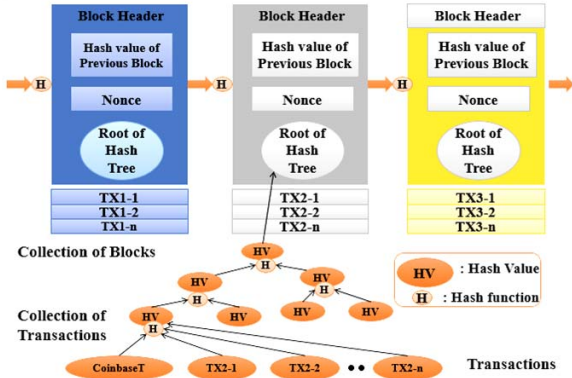 Block Header
Hash value of
Previous Block
Nonce
Root of
Hash
Tree
TX1-1
TX1-2
TX1-n
H
Block Header
Hash value of
Previous Block
Nonce
Root of
Hash
Tree
TX2-1
TX2-2
TX2-n
H
Block Header
Hash value of
Previous Block
Nonce
Root of
Hash
Tree
TX3-1
TX3-2
TX3-n
H
Collection of Blocks
HV
H
HV
HV
H
H
HV
HV
HV
HV
H
Collection of
Transactions
CoinbaseT
TX2-1
TX2-2
TX2-n
Transactions
HV : Hash Value
H : Hash function